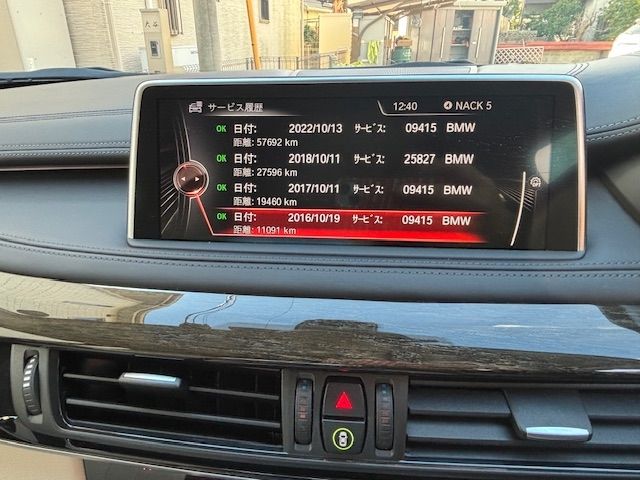 大谷
サービス履歴 12:40 NACK 5
OK 日付: 2022/10/13 ｻｰﾋﾞｽ: 09415 BMW
距離: 57692 km
OK 日付: 2018/10/11 ｻｰﾋﾞｽ: 25827 BMW
距離: 27596 km
OK 日付: 2017/10/11 ｻｰﾋﾞｽ: 09415 BMW
距離: 19460 km
OK 日付: 2016/10/19 ｻｰﾋﾞｽ: 09415 BMW
距離: 11091 km